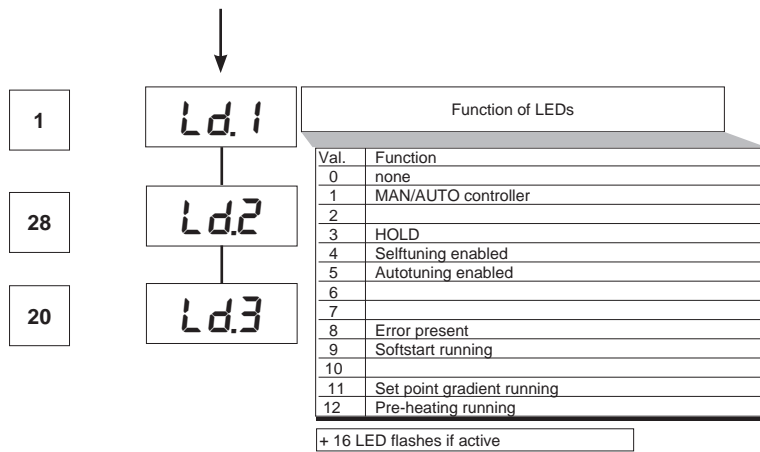 1
Ld.1
Function of LEDs
Val. Function
0 none
1 MAN/AUTO controller
2
28
Ld.2
3 HOLD
4 Selftuning enabled
5 Autotuning enabled
6
7
20
Ld.3
8 Error present
9 Softstart running
10
11 Set point gradient running
12 Pre-heating running
+ 16 LED flashes if active